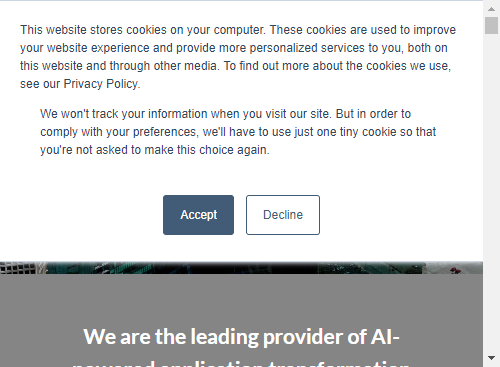 This website stores cookies on your computer. These cookies are used to improve
your website experience and provide more personalized services to you, both on
this website and through other media. To find out more about the cookies we use,
see our Privacy Policy.
We won't track your information when you visit our site. But in order to
comply with your preferences, we'll have to use just one tiny cookie so that
you're not asked to make this choice again.
Accept
Decline
We are the leading provider of AI-
powered application transformation